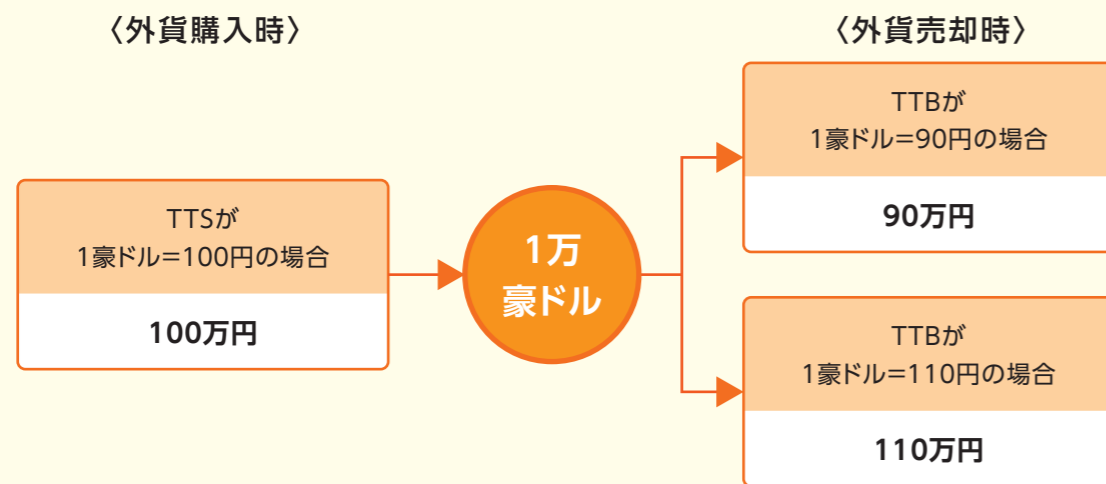 〈外貨購入時〉
TTSが
1豪ドル=100円の場合
100万円
1万
豪ドル
〈外貨売却時〉
TTBが
1豪ドル=90円の場合
90万円
TTBが
1豪ドル=110円の場合
110万円